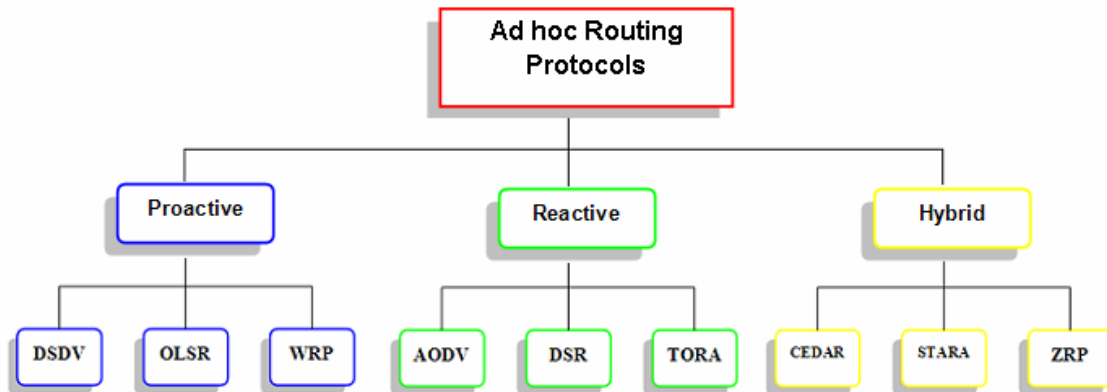 Ad hoc Routing
Protocols
Proactive
Reactive
Hybrid
DSDV
OLSR
WRP
AODV
DSR
TORA
CEDAR
STARA
ZRP